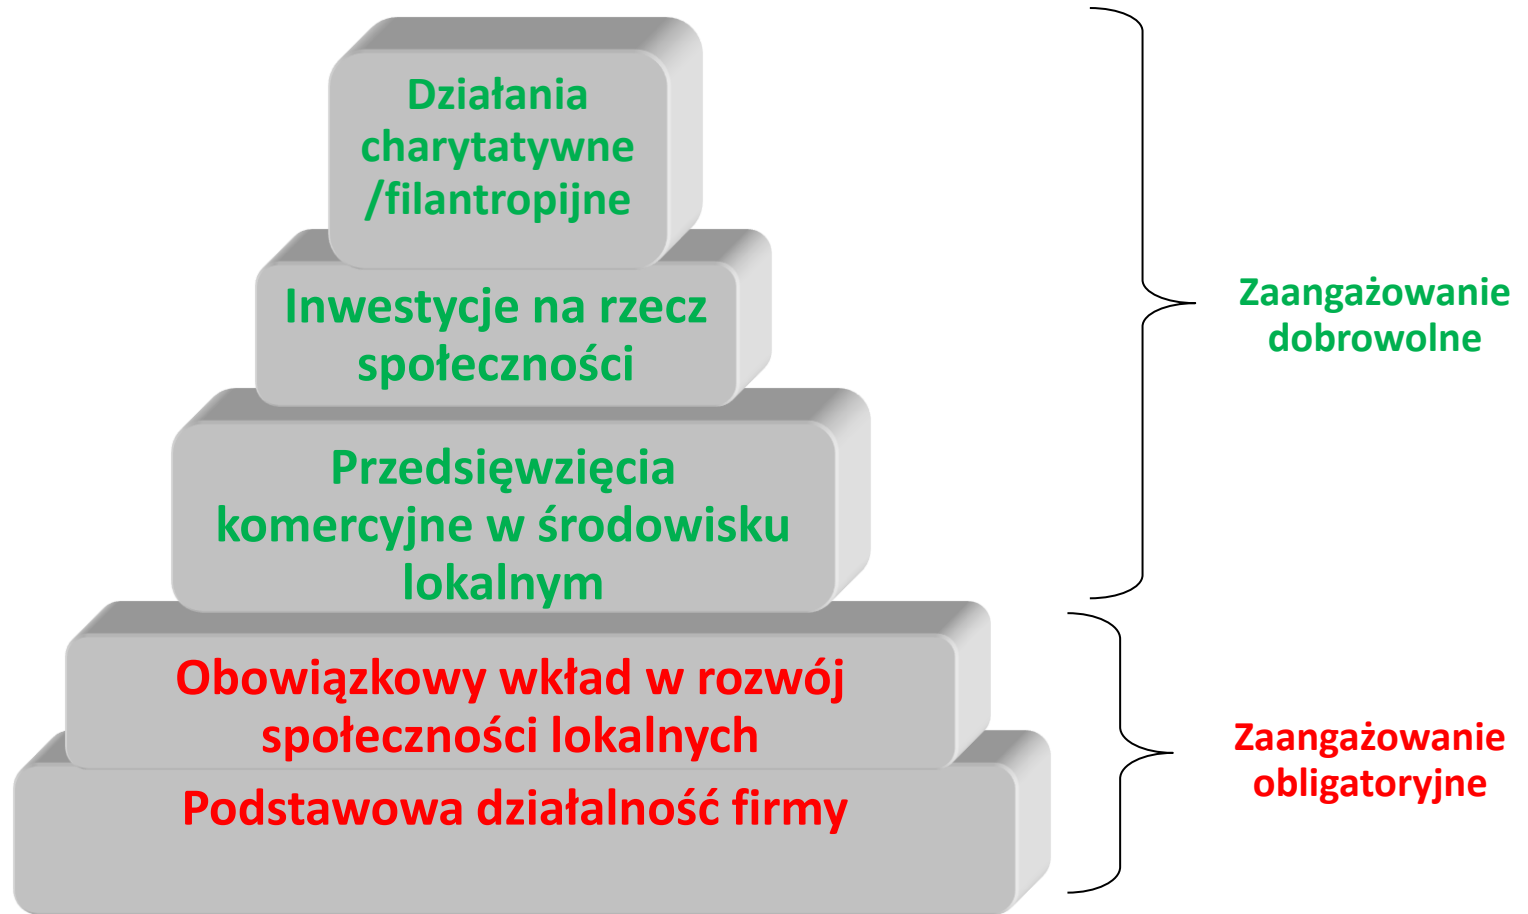 Działania
charytatywne
/filantropijne
Inwestycje na rzecz
społeczności
Przedsięwzięcia
komercyjne w środowisku
lokalnym
Zaangażowanie
dobrowolne
Obowiązkowy wkład w rozwój
społeczności lokalnych
Podstawowa działalność firmy
Zaangażowanie
obligatoryjne